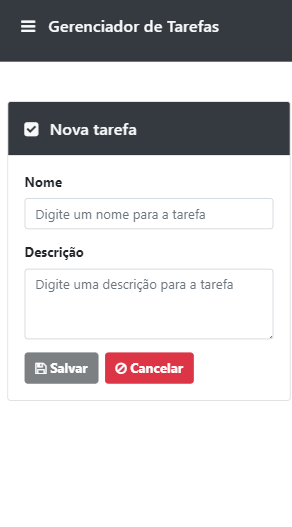 Gerenciador de Tarefas
Nova tarefa
Nome
Digite um nome para a tarefa
Descrição
Digite uma descrição para a tarefa
Salvar Cancelar